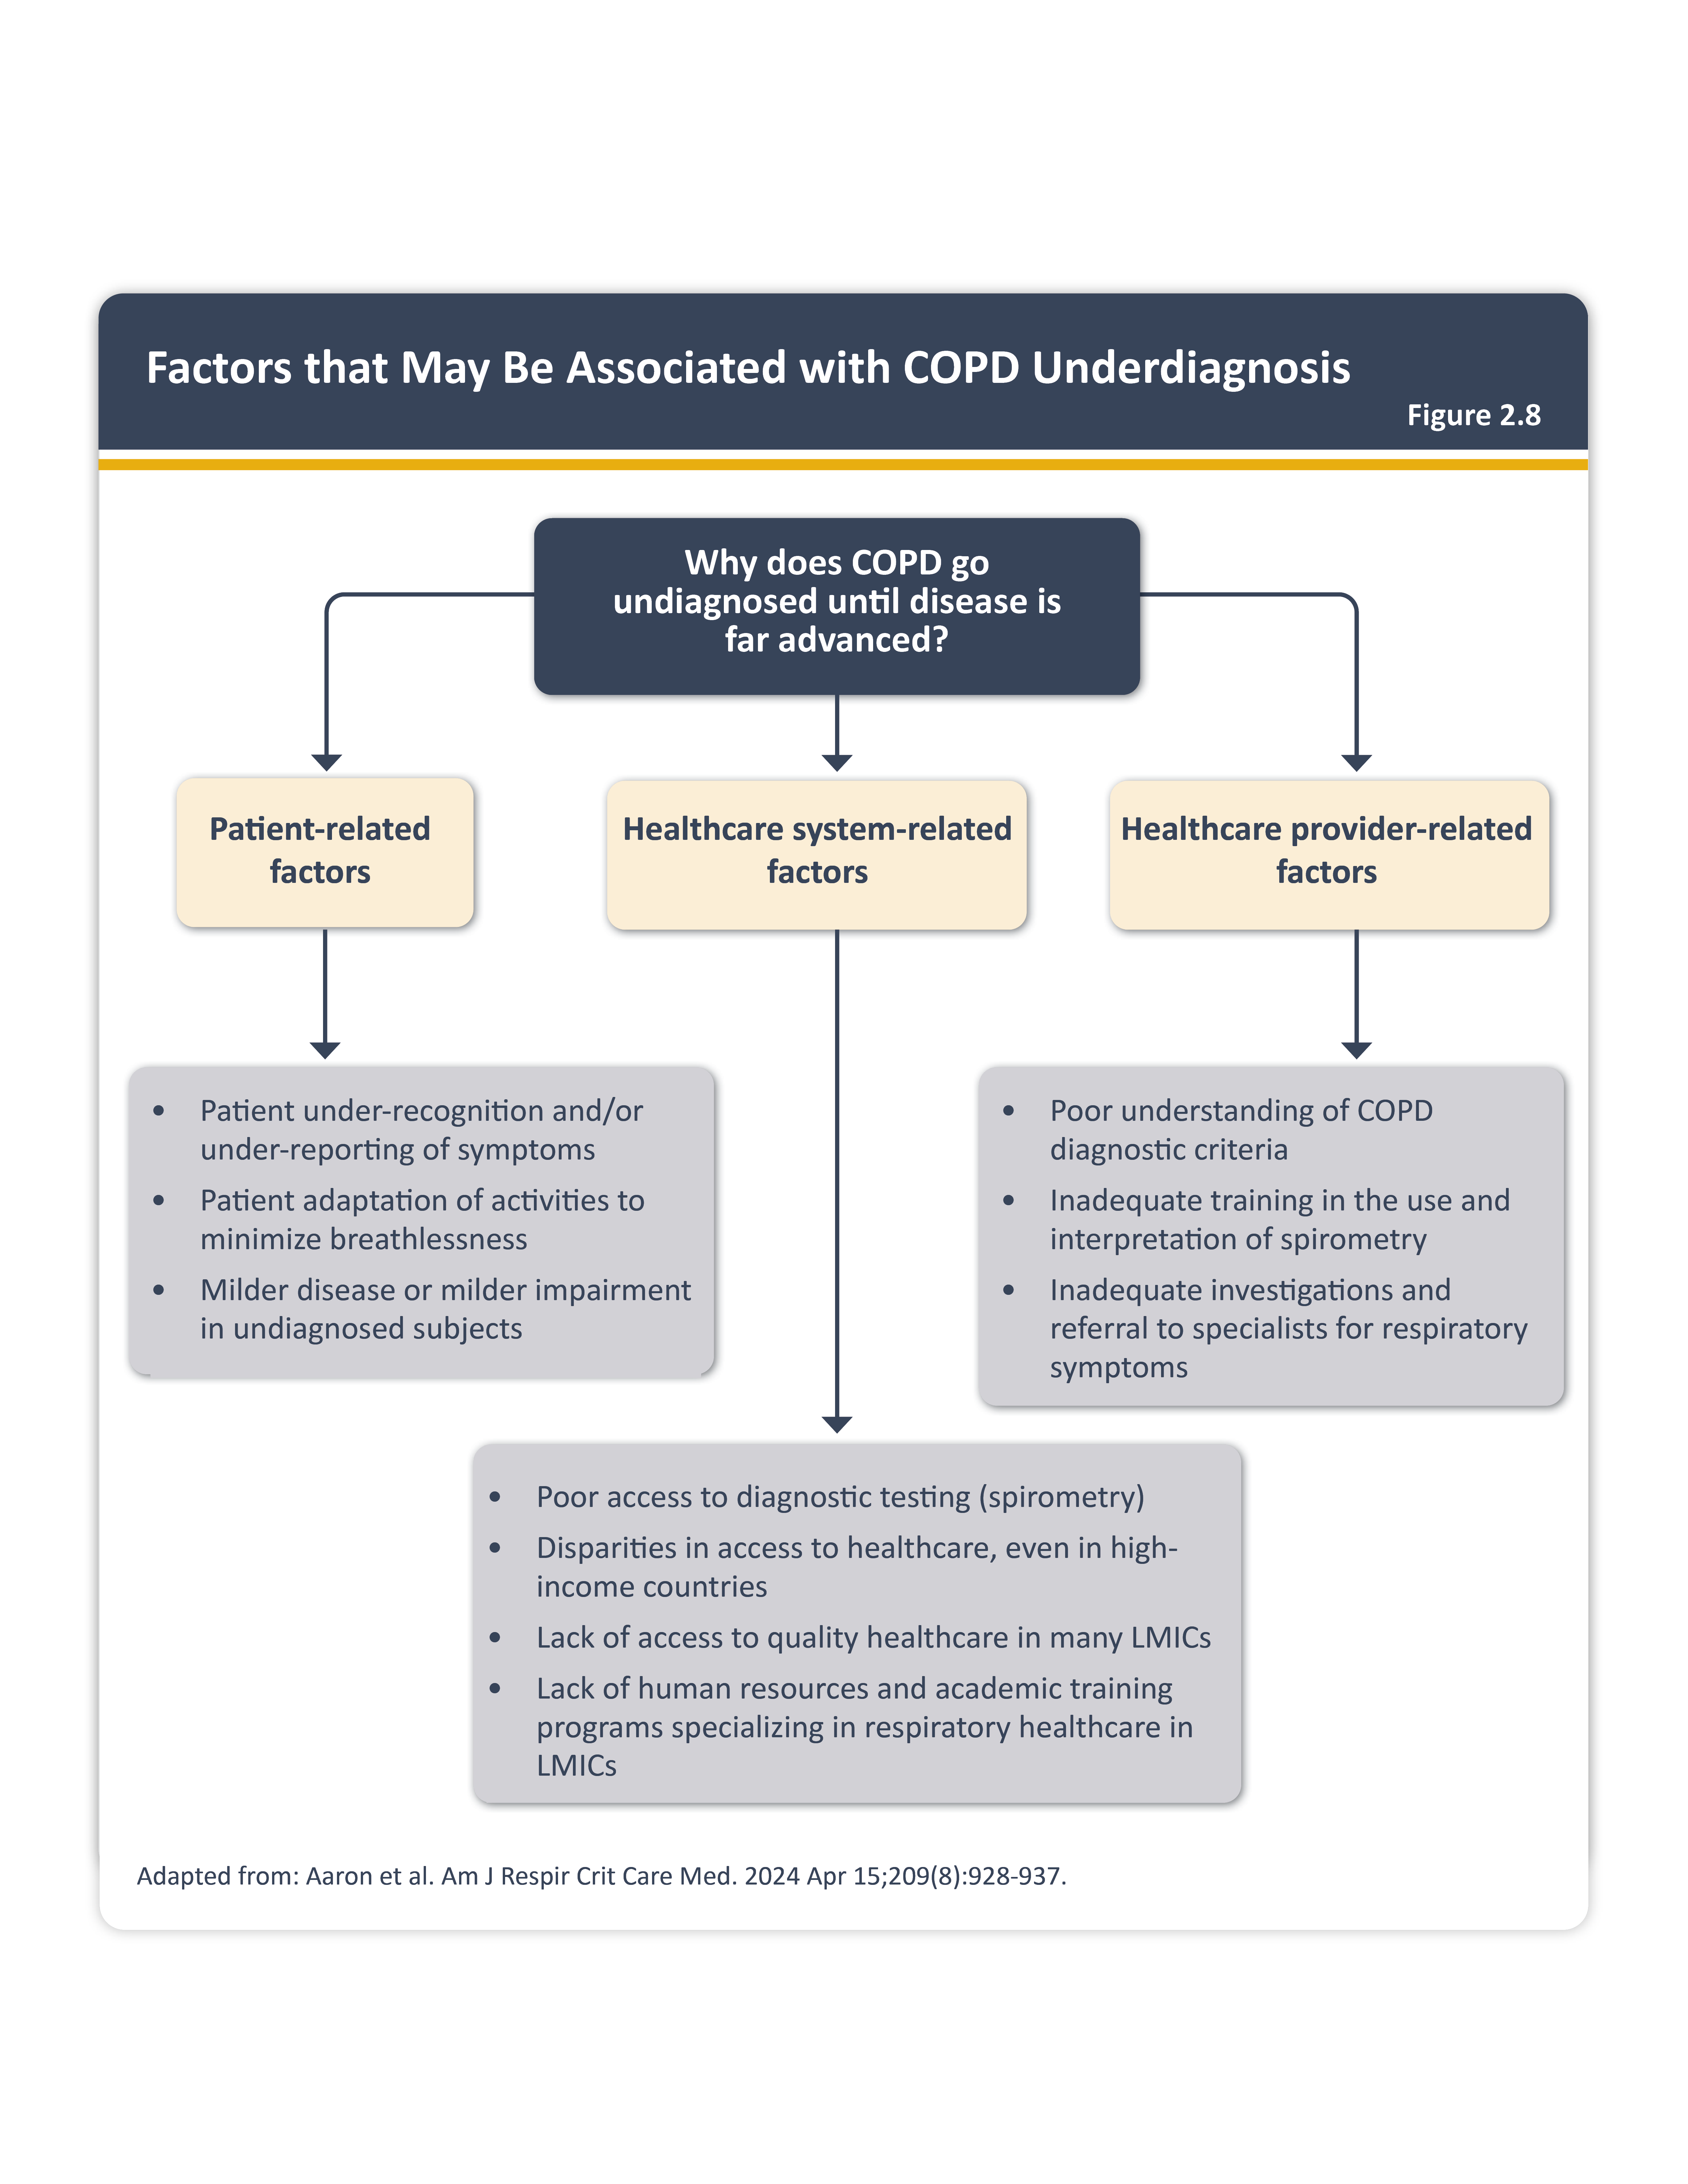 Factors that May Be Associated with COPD Underdiagnosis
Figure 2.8
Why does COPD go
undiagnosed until disease is
far advanced?
Patient-related
factors
Healthcare system-related
factors
Healthcare provider-related
factors
• Patient under-recognition and/or
under-reporting of symptoms
• Patient adaptation of activities to
minimize breathlessness
• Milder disease or milder impairment
in undiagnosed subjects
• Poor understanding of COPD
diagnostic criteria
• Inadequate training in the use and
interpretation of spirometry
• Inadequate investigations and
referral to specialists for respiratory
symptoms
• Poor access to diagnostic testing (spirometry)
• Disparities in access to healthcare, even in high-
income countries
• Lack of access to quality healthcare in many LMICs
• Lack of human resources and academic training
programs specializing in respiratory healthcare in
LMICs
Adapted from: Aaron et al. Am J Respir Crit Care Med. 2024 Apr 15;209(8):928-937.